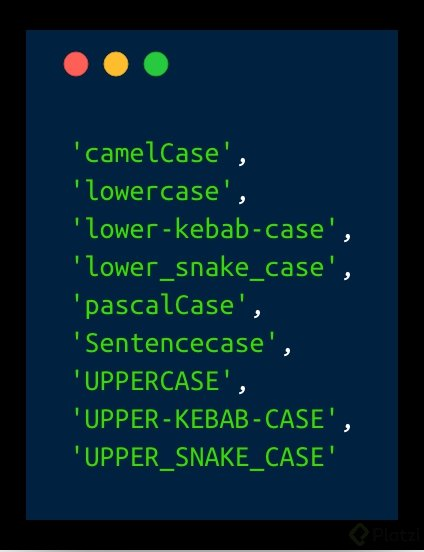 'camelCase',
'lowercase',
'lower-kebab-case',
'lower_snake_case',
'pascalCase',
'Sentencecase',
'UPPERCASE',
'UPPER-KEBAB-CASE',
'UPPER_SNAKE_CASE'
Platzi